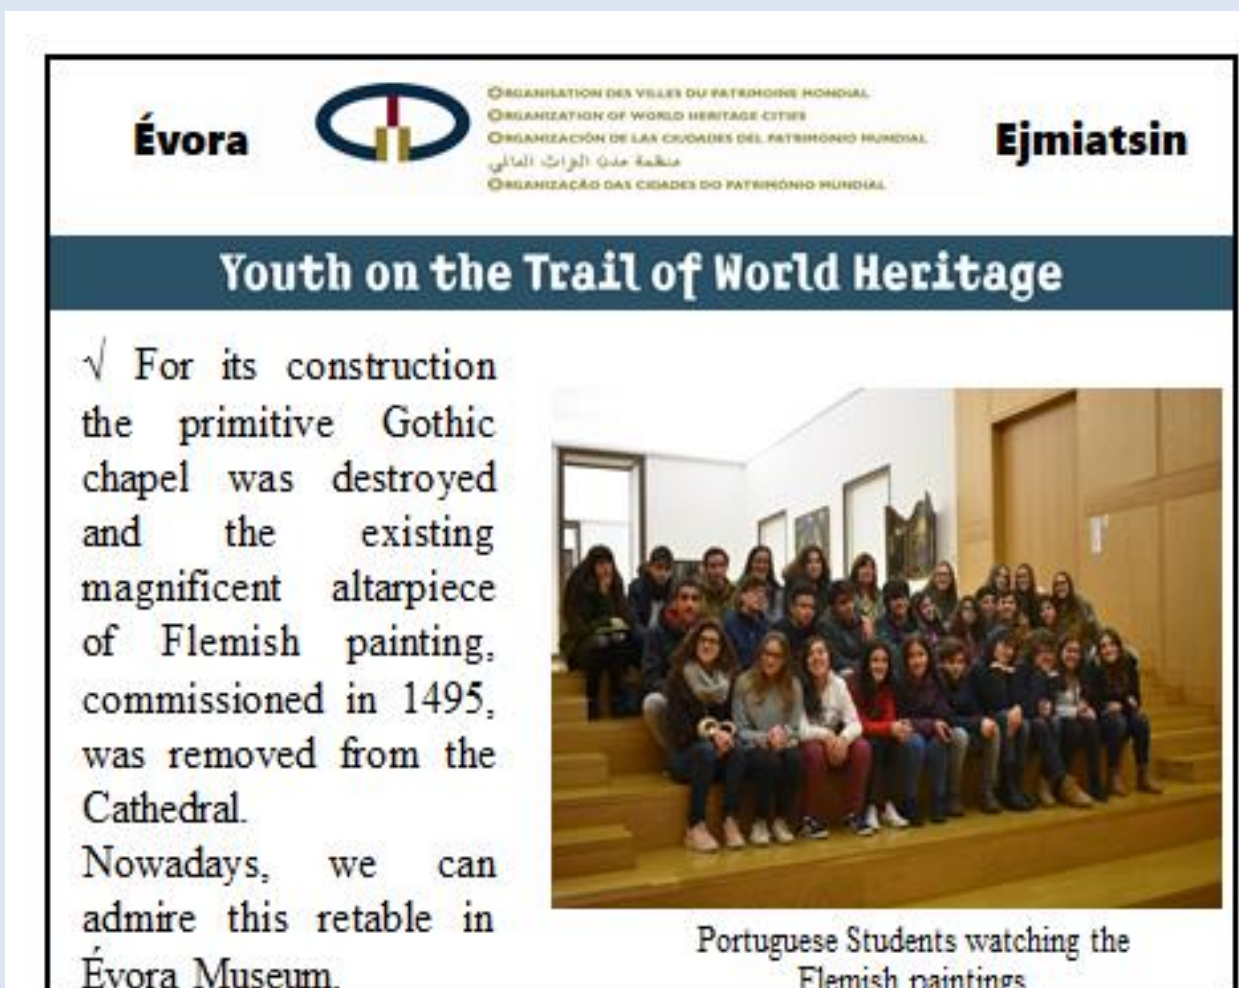 Évora
ORGANISATION DES VILLES DU PATRIMOINE MONDIAL
ORGANIZATION OF WORLD HERITAGE CITIES
ORGANIZACIÓN DE LAS CIUDADES DEL PATRIMONIO MUNDIAL
منظمة مدن التراث العالمي
ORGANIZAÇÃO DAS CIDADES DO PATRIMÓNIO MUNDIAL
Ejmiatsin
Youth on the Trail of World Heritage
√ For its construction
the primitive Gothic
chapel was destroyed
and the existing
magnificent altarpiece
of Flemish painting,
commissioned in 1495,
was removed from the
Cathedral.
Nowadays, we can
admire this retable in
Évora Museum.
Portuguese Students watching the
Flemish paintings